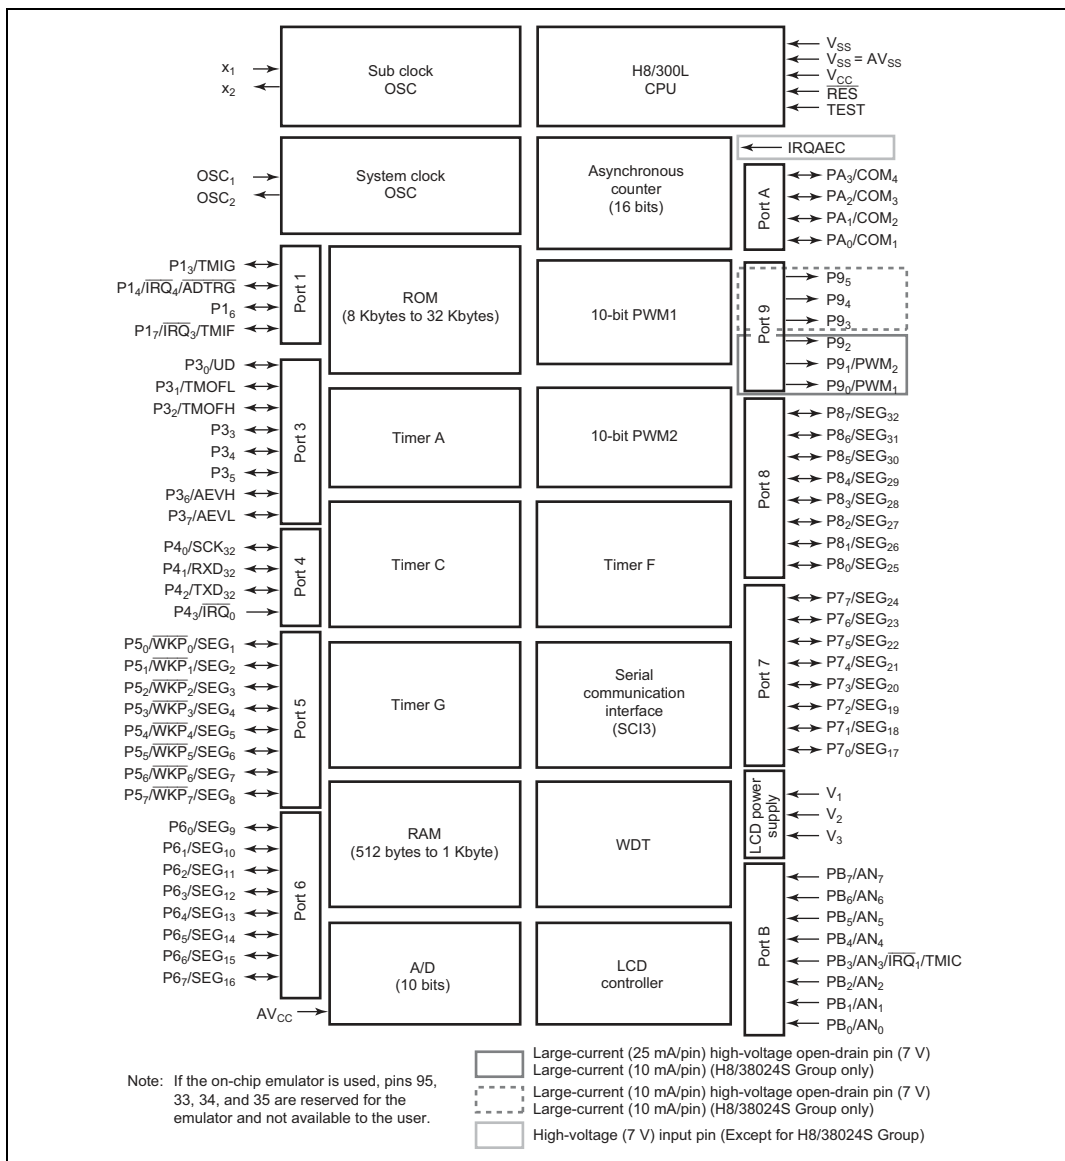 x1
x2
Sub clock
OSC
H8/300L
CPU
VSS
VSS = AVSS
VCC
RES
TEST
OSC1
OSC2
System clock
OSC
Asynchronous
counter
(16 bits)
IRQAEC
Port A
PA3/COM4
PA2/COM3
PA1/COM2
PA0/COM1
P13/TMIG
P14/IRQ4/ADTRG
P16
P17/IRQ3/TMIF
Port 1
ROM
(8 Kbytes to 32 Kbytes)
10-bit PWM1
Port 9
P95
P94
P93
P92
P91/PWM2
P90/PWM1
P30/UD
P31/TMOFL
P32/TMOFH
P33
P34
P35
P36/AEVH
P37/AEVL
Port 3
Timer A
10-bit PWM2
Port 8
P87/SEG32
P86/SEG31
P85/SEG30
P84/SEG29
P83/SEG28
P82/SEG27
P81/SEG26
P80/SEG25
P40/SCK32
P41/RXD32
P42/TXD32
P43/IRQ0
Port 4
Timer C
Timer F
Port 7
P77/SEG24
P76/SEG23
P75/SEG22
P74/SEG21
P73/SEG20
P72/SEG19
P71/SEG18
P70/SEG17
P50/WKP0/SEG1
P51/WKP1/SEG2
P52/WKP2/SEG3
P53/WKP3/SEG4
P54/WKP4/SEG5
P55/WKP5/SEG6
P56/WKP6/SEG7
P57/WKP7/SEG8
Port 5
Timer G
Serial
communication
interface
(SCI3)
LCD power
supply
V1
V2
V3
P60/SEG9
P61/SEG10
P62/SEG11
P63/SEG12
P64/SEG13
P65/SEG14
P66/SEG15
P67/SEG16
Port 6
RAM
(512 bytes to 1 Kbyte)
WDT
Port B
PB7/AN7
PB6/AN6
PB5/AN5
PB4/AN4
PB3/AN3/IRQ1/TMIC
PB2/AN2
PB1/AN1
PB0/AN0
AVCC
A/D
(10 bits)
LCD
controller
Note: If the on-chip emulator is used, pins 95,
33, 34, and 35 are reserved for the
emulator and not available to the user.
Large-current (25 mA/pin) high-voltage open-drain pin (7 V)
Large-current (10 mA/pin) (H8/38024S Group only)
Large-current (10 mA/pin) high-voltage open-drain pin (7 V)
Large-current (10 mA/pin) (H8/38024S Group only)
High-voltage (7 V) input pin (Except for H8/38024S Group)